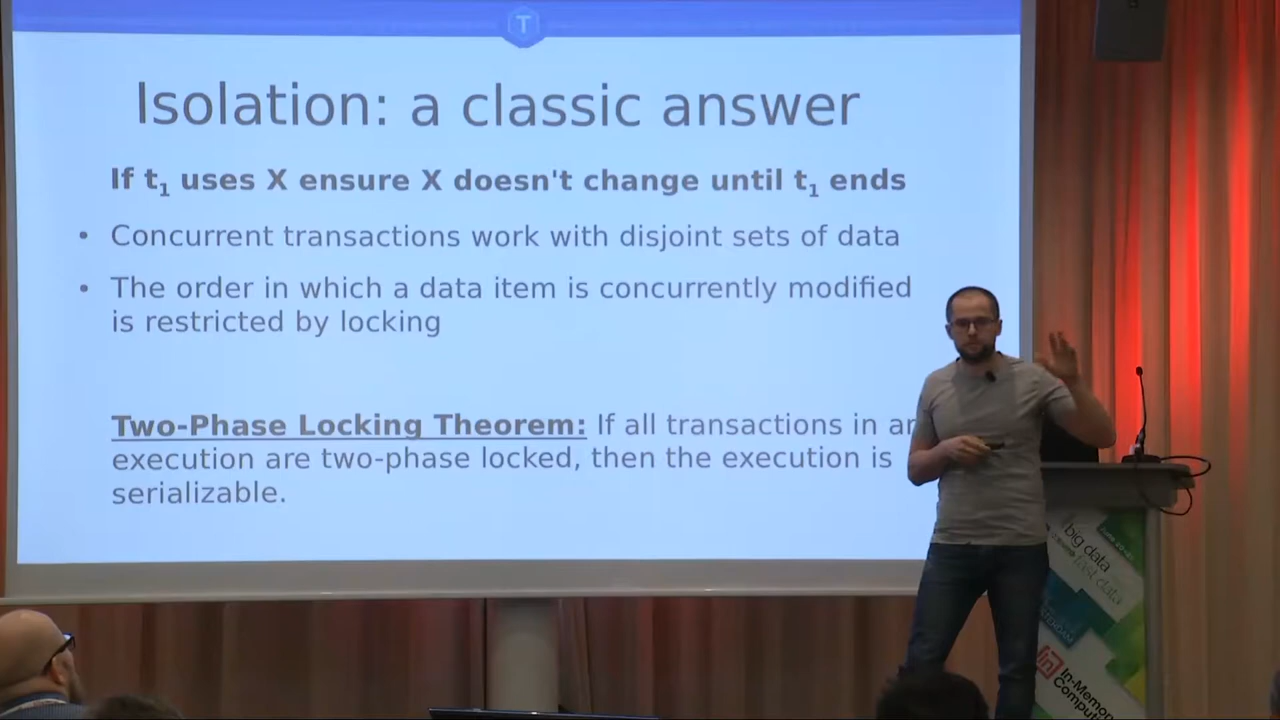 T
Isolation: a classic answer
If t₁ uses X ensure X doesn't change until t₁ ends
• Concurrent transactions work with disjoint sets of data
• The order in which a data item is concurrently modified
is restricted by locking
Two-Phase Locking Theorem: If all transactions in an
execution are two-phase locked, then the execution is
serializable.
big data
fast data
In-Memory